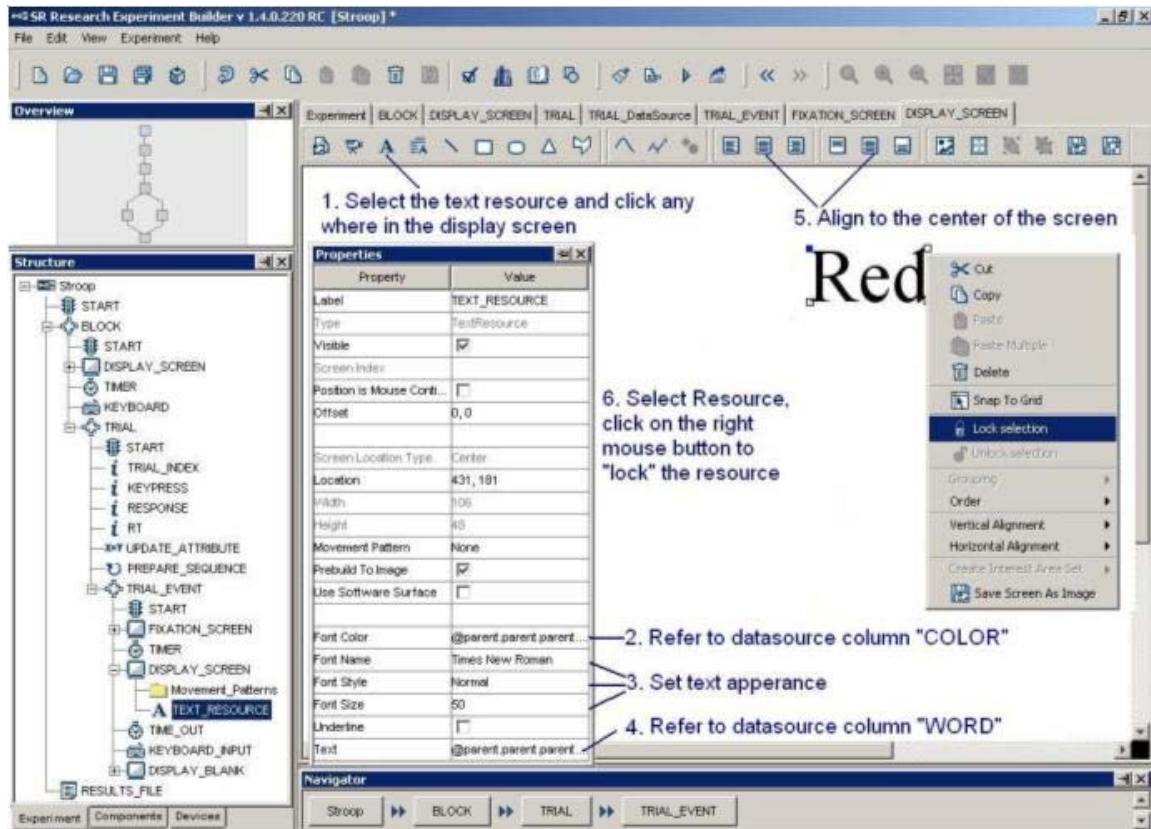 SR Research Experiment Builder v 1.4.0.220 RC [Stroop] *
File Edit View Experiment Help
Overview
Experiment BLOCK DISPLAY_SCREEN TRIAL TRIAL_DataSource TRIAL_EVENT FIXATION_SCREEN DISPLAY_SCREEN
1. Select the text resource and click any
where in the display screen
5. Align to the center of the screen
Red
Cut
Copy
Paste
Paste Multiple
Delete
Snap To Grid
Lock selection
Unlock selection
Grouping
Order
Vertical Alignment
Horizontal Alignment
Create Interest Area Set
Save Screen As Image
Structure
Stroop
START
BLOCK
START
DISPLAY_SCREEN
TIMER
KEYBOARD
TRIAL
START
TRIAL_INDEX
KEYPRESS
RESPONSE
RT
UPDATE_ATTRIBUTE
PREPARE_SEQUENCE
TRIAL_EVENT
START
FIXATION_SCREEN
TIMER
DISPLAY_SCREEN
Movement_Patterns
A TEXT_RESOURCE
TIME_OUT
KEYBOARD_INPUT
DISPLAY_BLANK
RESULTS_FILE
Experiment Components Devices
Properties
Property Value
Label TEXT_RESOURCE
Type TextResource
Visible
Screen Index
Position is Mouse Conti...
Offset 0, 0
Screen Location Type Center
Location 431, 181
Width 106
Height 48
Movement Pattern None
Prebuild To Image
Use Software Surface
Font Color @parent.parent.parent...
Font Name Times New Roman
Font Style Normal
Font Size 50
Underline
Text @parent.parent.parent...
6. Select Resource,
click on the right
mouse button to
"lock" the resource
2. Refer to datasource column "COLOR"
3. Set text apperance
4. Refer to datasource column "WORD"
Navigator
Stroop BLOCK TRIAL TRIAL_EVENT